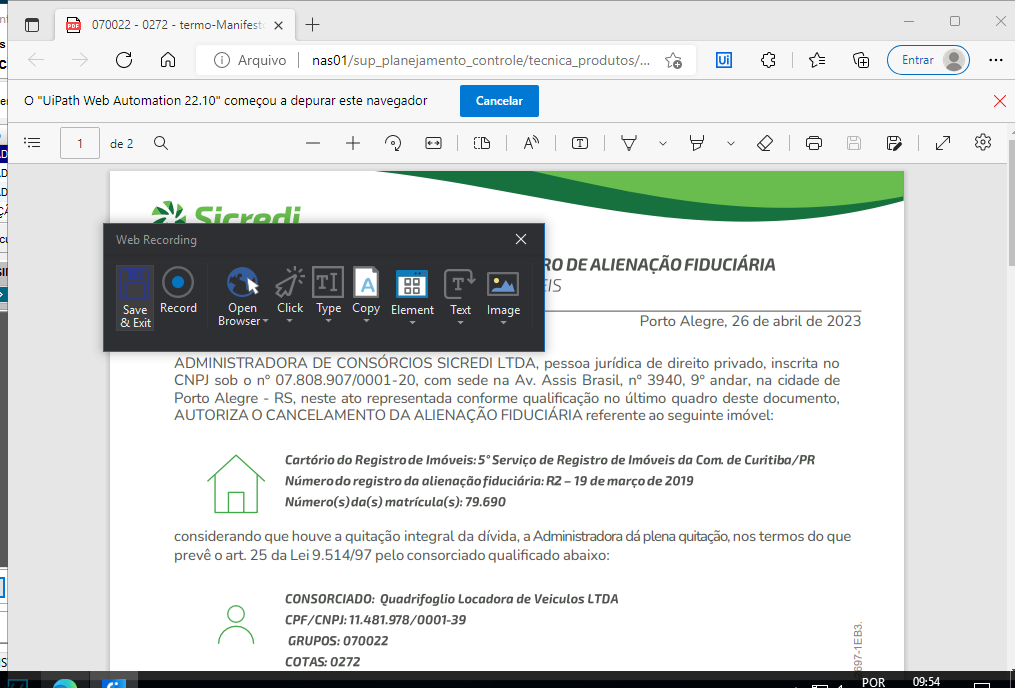 070022 - 0272 - termo-Manifest
Arquivo
nas01/sup_planejamento_controle/tecnica_produtos/...
Ui
Entrar
O "UiPath Web Automation 22.10" começou a depurar este navegador
Cancelar
1
de 2
Sicredi
Web Recording
Save & Exit
Record
Open Browser
Click
Type
Copy
Element
Text
Image
RO DE ALIENAÇÃO FIDUCIÁRIA
EIS
Porto Alegre, 26 de abril de 2023
ADMINISTRADORA DE CONSÓRCIOS SICREDI LTDA, pessoa jurídica de direito privado, inscrita no
CNPJ sob o nº 07.808.907/0001-20, com sede na Av. Assis Brasil, nº 3940, 9º andar, na cidade de
Porto Alegre - RS, neste ato representada conforme qualificação no último quadro deste documento,
AUTORIZA O CANCELAMENTO DA ALIENAÇÃO FIDUCIÁRIA referente ao seguinte imóvel:
Cartório do Registro de Imóveis: 5º Serviço de Registro de Imóveis da Com. de Curitiba/PR
Número do registro da alienação fiduciária: R2 – 19 de março de 2019
Número(s) da(s) matrícula(s): 79.690
considerando que houve a quitação integral da dívida, a Administradora dá plena quitação, nos termos do que
prevê o art. 25 da Lei 9.514/97 pelo consorciado qualificado abaixo:
CONSORCIADO: Quadrifoglio Locadora de Veiculos LTDA
CPF/CNPJ: 11.481.978/0001-39
GRUPOS: 070022
COTAS: 0272
697-1EB3.
POR
09:54